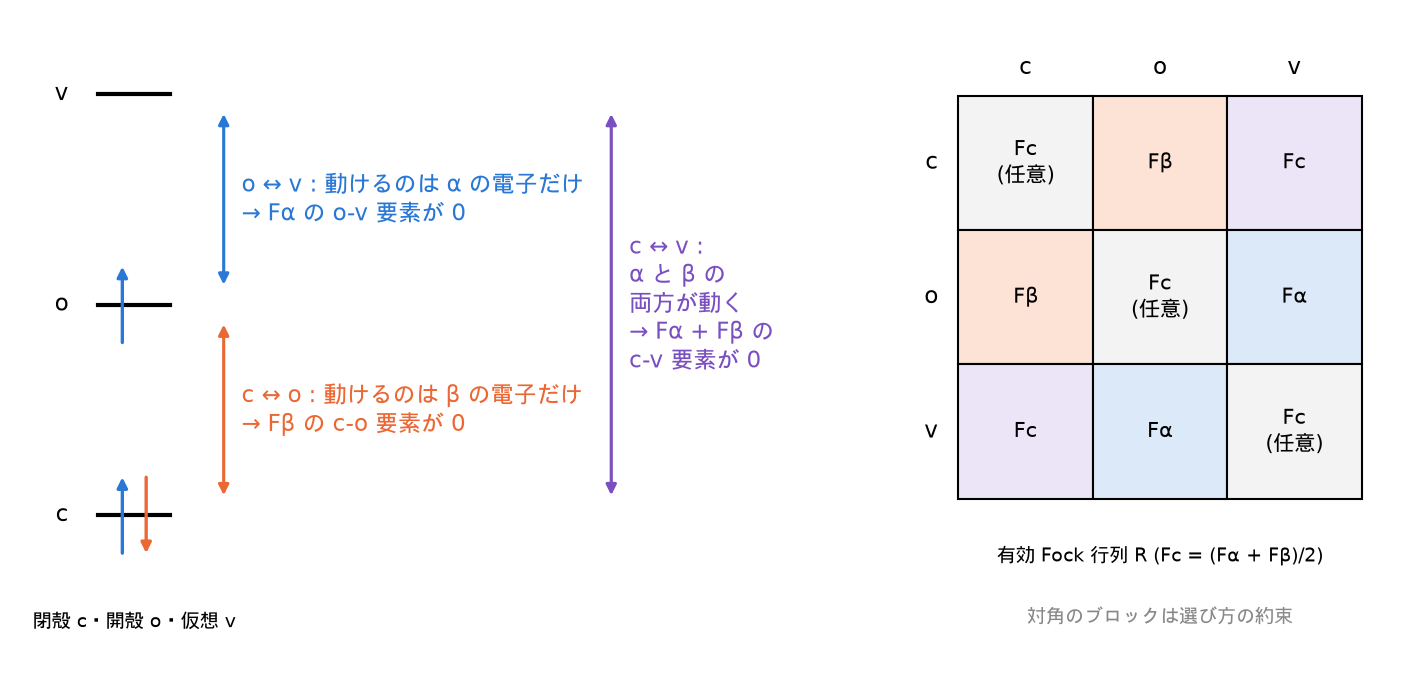 v
o ↔ v : 動けるのは α の電子だけ
→ Fα の o-v 要素が 0
o
c ↔ o : 動けるのは β の電子だけ
→ Fβ の c-o 要素が 0
c
c ↔ v :
α と β の
両方が動く
→ Fα + Fβ の
c-v 要素が 0
閉殻 c・開殻 o・仮想 v
c o v
c
Fc
(任意)
Fβ
Fc
o
Fβ
Fc
(任意)
Fα
v
Fc
Fα
Fc
(任意)
有効 Fock 行列 R (Fc = (Fα + Fβ)/2)
対角のブロックは選び方の約束